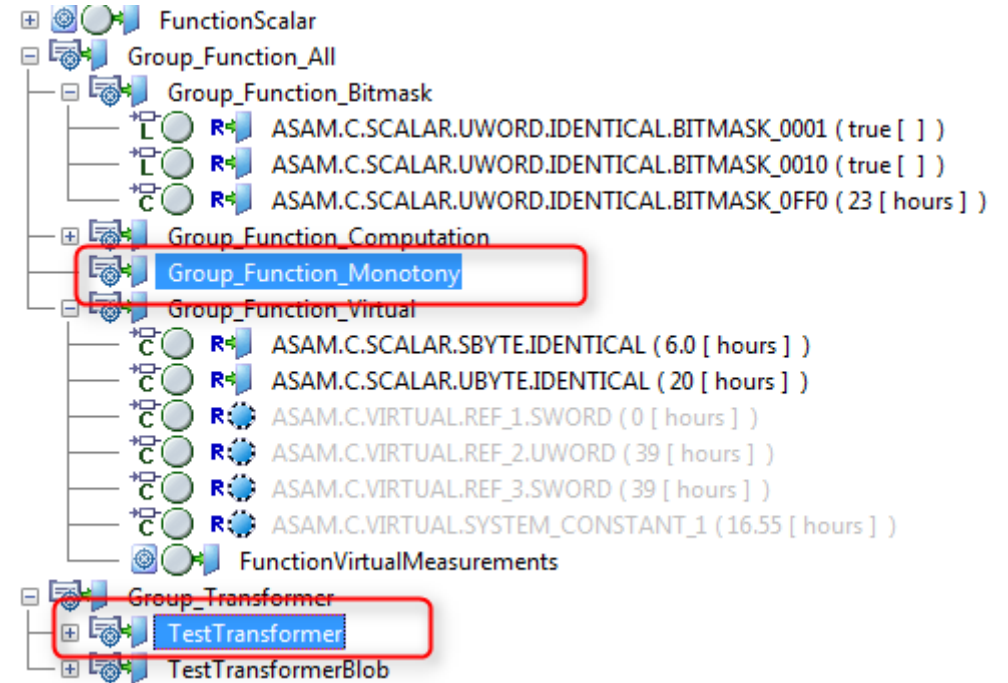 FunctionScalar
Group_Function_All
Group_Function_Bitmask
L R ASAM.C.SCALAR.UWORD.IDENTICAL.BITMASK_0001 ( true [ ] )
L R ASAM.C.SCALAR.UWORD.IDENTICAL.BITMASK_0010 ( true [ ] )
C R ASAM.C.SCALAR.UWORD.IDENTICAL.BITMASK_0FF0 ( 23 [ hours ] )
Group_Function_Computation
Group_Function_Monotony
Group_Function_Virtual
C R ASAM.C.SCALAR.SBYTE.IDENTICAL ( 6.0 [ hours ] )
C R ASAM.C.SCALAR.UBYTE.IDENTICAL ( 20 [ hours ] )
C R ASAM.C.VIRTUAL.REF_1.SWORD ( 0 [ hours ] )
C R ASAM.C.VIRTUAL.REF_2.UWORD ( 39 [ hours ] )
C R ASAM.C.VIRTUAL.REF_3.SWORD ( 39 [ hours ] )
C R ASAM.C.VIRTUAL.SYSTEM_CONSTANT_1 ( 16.55 [ hours ] )
FunctionVirtualMeasurements
Group_Transformer
TestTransformer
TestTransformerBlob